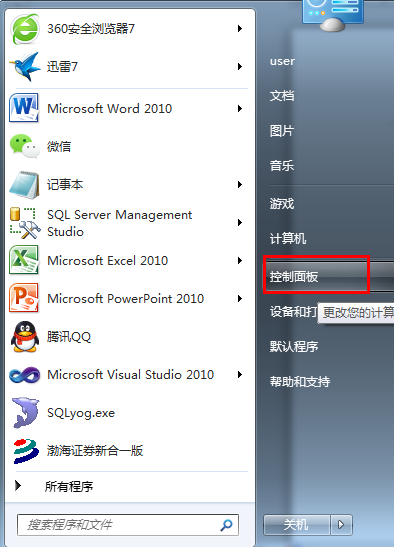 360安全浏览器7
迅雷7
Microsoft Word 2010
微信
记事本
SQL Server Management
Studio
Microsoft Excel 2010
Microsoft PowerPoint 2010
腾讯QQ
Microsoft Visual Studio 2010
SQLyog.exe
渤海证券新合一版
所有程序
搜索程序和文件
user
文档
图片
音乐
游戏
计算机
控制面板
设备和打
更改您的计算
默认程序
帮助和支持
关机